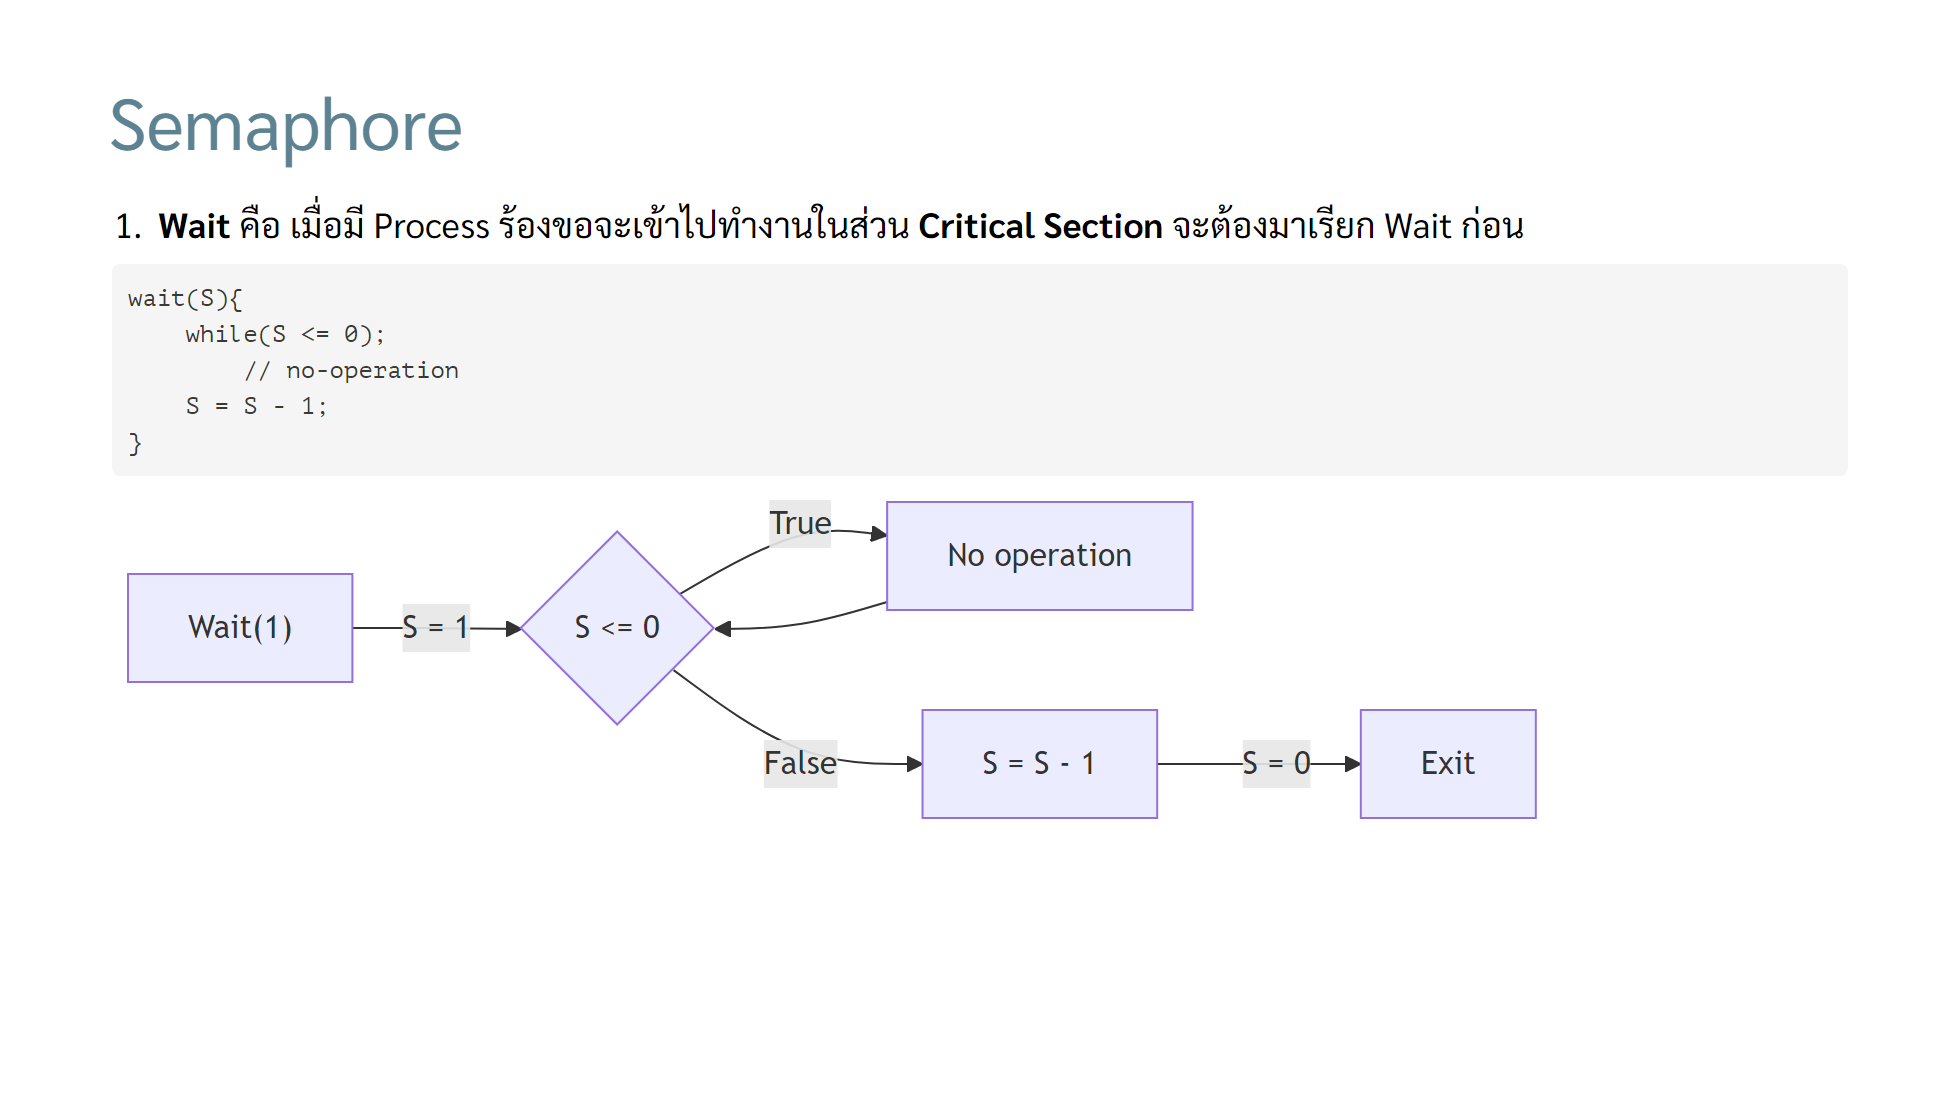 Semaphore
1. Wait คือ เมื่อมี Process ร้องขอจะเข้าไปทำงานในส่วน Critical Section จะต้องมาเรียก Wait ก่อน
wait(S){
    while(S <= 0);
        // no-operation
    S = S - 1;
}
True
No operation
Wait(1)
S = 1
S <= 0
False
S = S - 1
S = 0
Exit